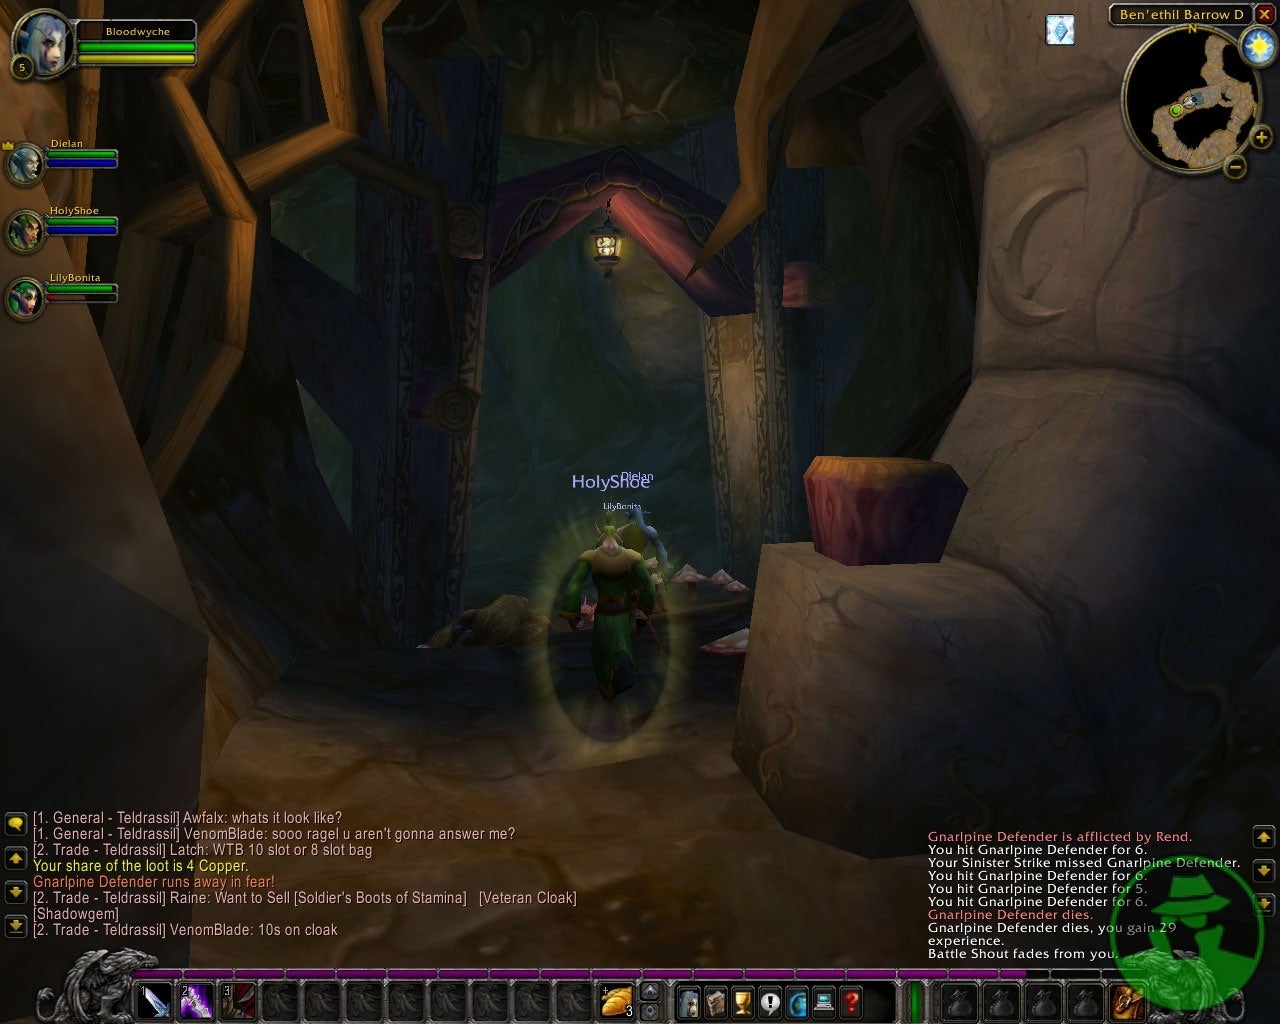 Bloodwyche
5
Dielan
HolyShoe
LilyBonita
Ben'ethil Barrow D
N
HolyShoe
Dielan
LilyBonita
[1. General - Teldrassil] Awfalx: whats it look like?
[1. General - Teldrassil] VenomBlade: sooo ragel u aren't gonna answer me?
[2. Trade - Teldrassil] Latch: WTB 10 slot or 8 slot bag
Your share of the loot is 4 Copper.
Gnarlpine Defender runs away in fear!
[2. Trade - Teldrassil] Raine: Want to Sell [Soldier's Boots of Stamina] [Veteran Cloak]
[Shadowgem]
[2. Trade - Teldrassil] VenomBlade: 10s on cloak
Gnarlpine Defender is afflicted by Rend.
You hit Gnarlpine Defender for 6.
Your Sinister Strike missed Gnarlpine Defender.
You hit Gnarlpine Defender for 6.
You hit Gnarlpine Defender for 5.
You hit Gnarlpine Defender for 6.
Gnarlpine Defender dies.
Gnarlpine Defender dies, you gain 29
experience.
Battle Shout fades from you.
1
2
3
+
3